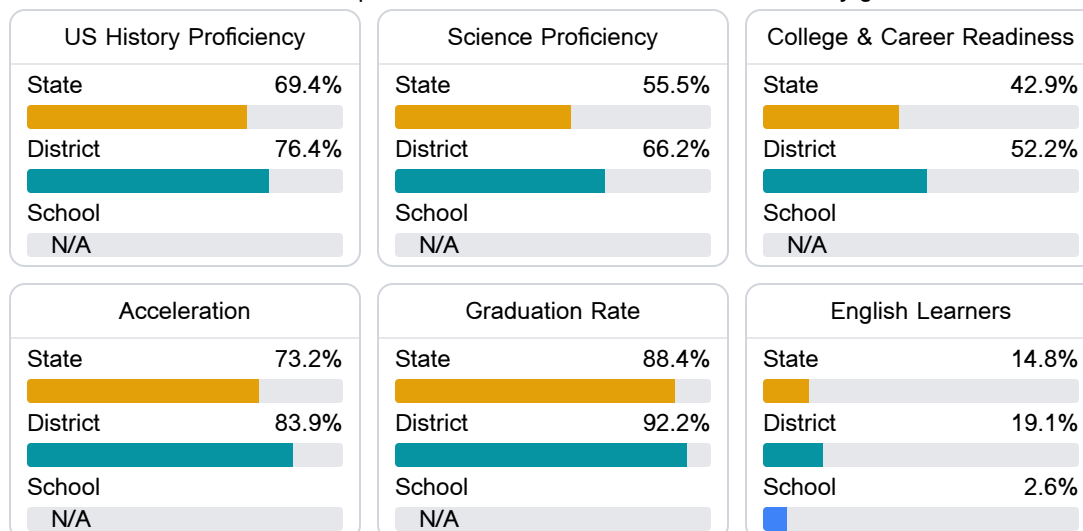 US History Proficiency
State 69.4%
District 76.4%
School
N/A
Science Proficiency
State 55.5%
District 66.2%
School
N/A
College & Career Readiness
State 42.9%
District 52.2%
School
N/A
Acceleration
State 73.2%
District 83.9%
School
N/A
Graduation Rate
State 88.4%
District 92.2%
School
N/A
English Learners
State 14.8%
District 19.1%
School 2.6%